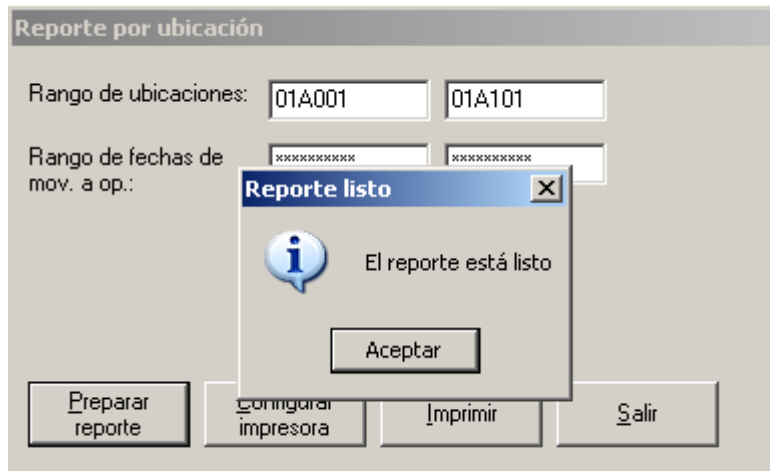 Reporte por ubicación
Rango de ubicaciones: 01A001 01A101
Rango de fechas de xxxxxxxxxx xxxxxxxxxx
mov. a op.:
Reporte listo
El reporte está listo
Aceptar
Preparar
reporte
Configurar
impresora
Imprimir
Salir